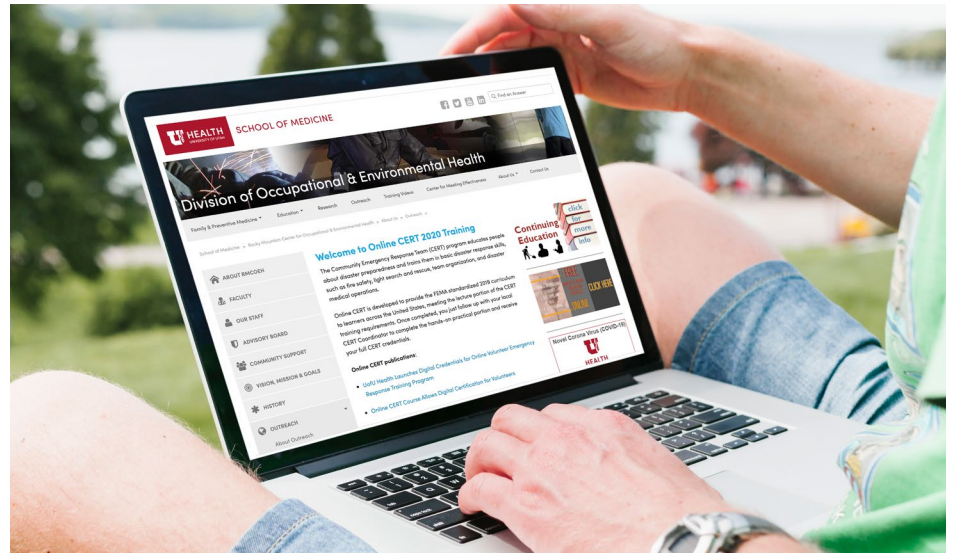 HEALTH
UNIVERSITY OF UTAH
SCHOOL OF MEDICINE
Find an Answer
Division of Occupational & Environmental Health
Family & Preventive Medicine
Education
Research
Outreach
Training Videos
Center for Meeting Effectiveness
About Us
Contact Us
School of Medicine » Rocky Mountain Center for Occupational & Environmental Health » About Us » Outreach »
ABOUT RMCOEH
FACULTY
OUR STAFF
ADVISORY BOARD
COMMUNITY SUPPORT
VISION, MISSION & GOALS
HISTORY
OUTREACH
About Outreach
Welcome to Online CERT 2020 Training
The Community Emergency Response Team (CERT) program educates people
about disaster preparedness and trains them in basic disaster response skills,
such as fire safety, light search and rescue, team organization, and disaster
medical operations.
Online CERT is developed to provide the FEMA standardized 2019 curriculum
to learners across the United States, meeting the lecture portion of the CERT
training requirements. Once completed, you just follow up with your local
CERT Coordinator to complete the hands-on practical portion and receive
your full CERT credentials.
Online CERT publications:
• UofU Health Launches Digital Credentials for Online Volunteer Emergency
Response Training Program
• Online CERT Course Allows Digital Certification for Volunteers
Continuing
Education
click
for
more
info
FREE
ONLINE
CLICK HERE
Novel Corona Virus (COVID-19)
HEALTH